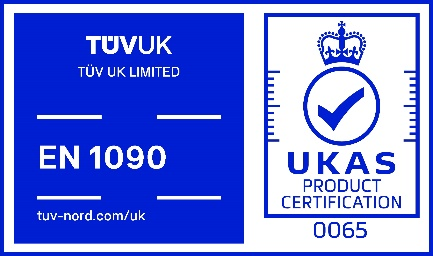 TÜVUK
TÜV UK LIMITED
EN 1090
tuv-nord.com/uk
UKAS
PRODUCT
CERTIFICATION
0065